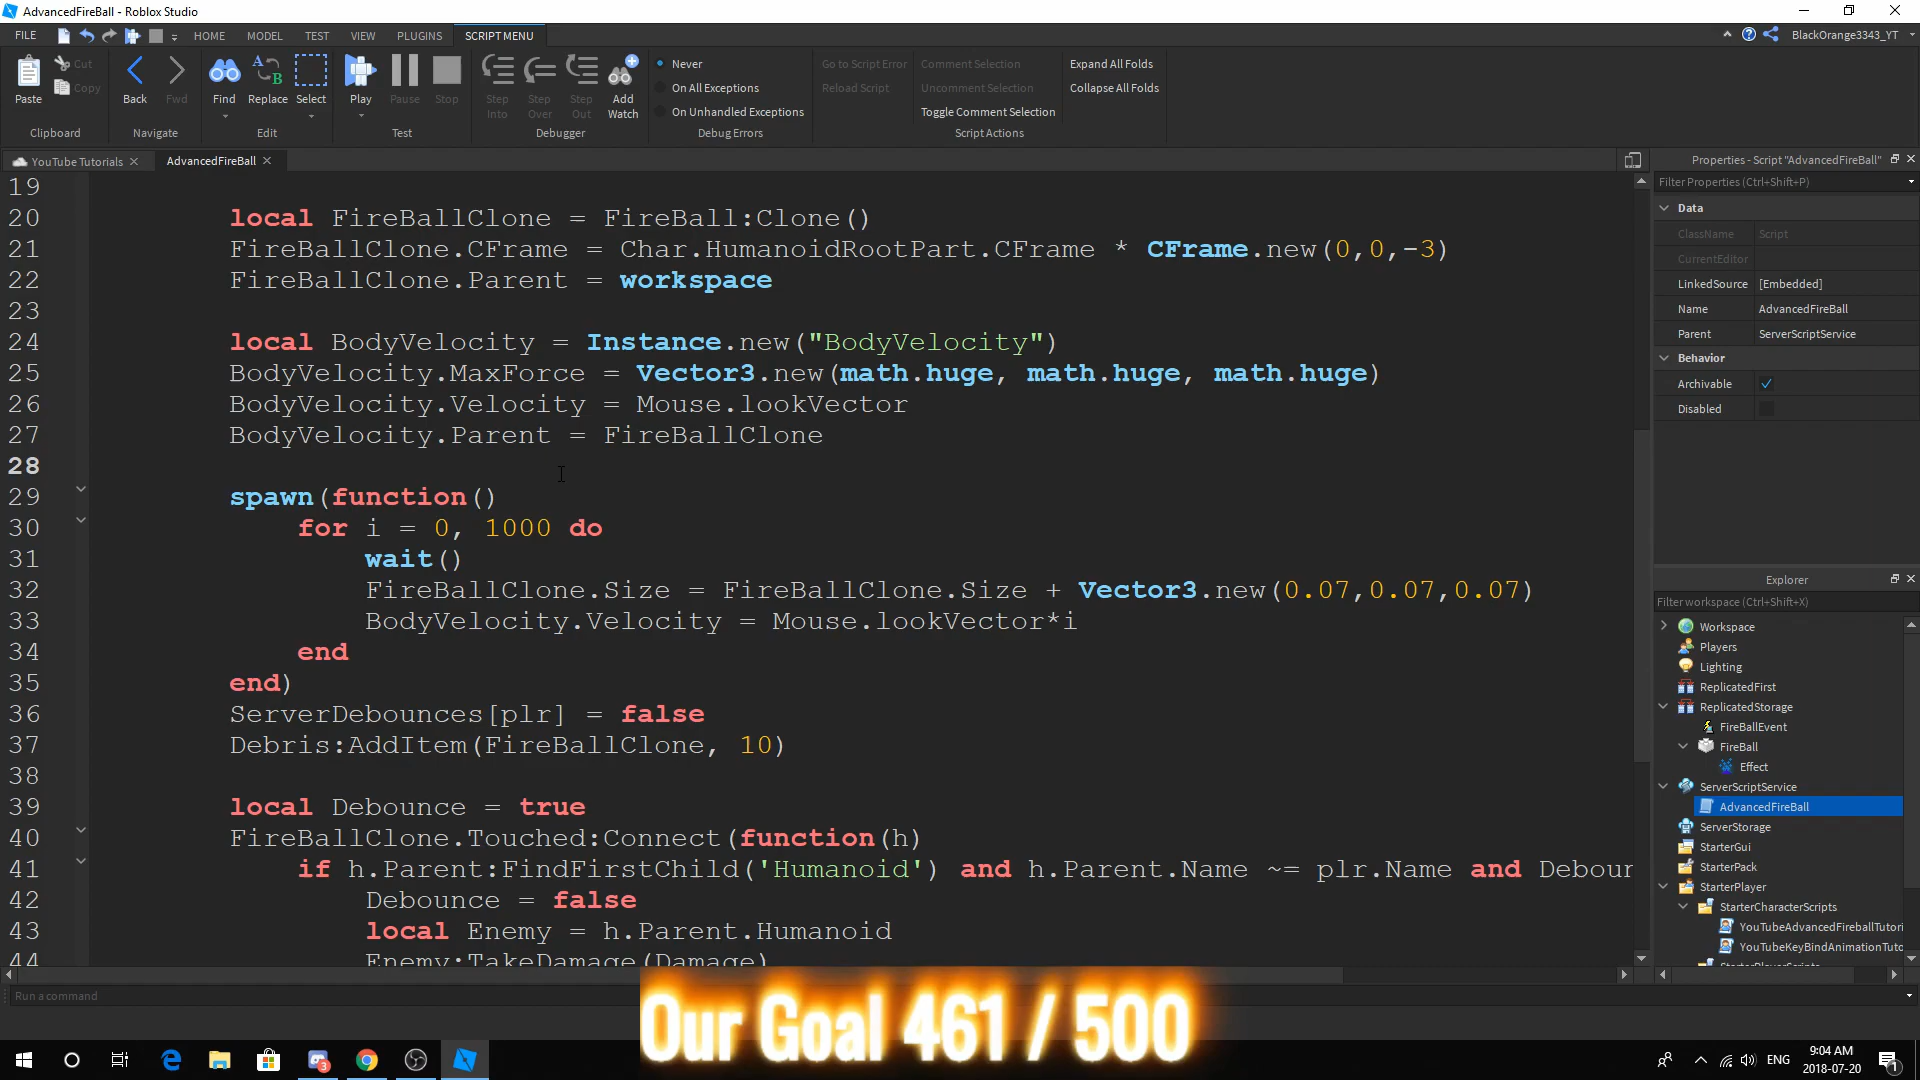 AdvancedFireBall - Roblox Studio
FILE HOME MODEL TEST VIEW PLUGINS SCRIPT MENU BlackOrange3343_YT
Paste Cut Copy Back Fwd Find Replace Select Play Pause Stop Step Into Step Over Step Out Add Watch
Never Go to Script Error Comment Selection Expand All Folds
On All Exceptions Reload Script Uncomment Selection Collapse All Folds
On Unhandled Exceptions Toggle Comment Selection
Clipboard Navigate Edit Test Debugger Debug Errors Script Actions
YouTube Tutorials AdvancedFireBall
19
20 local FireBallClone = FireBall:Clone()
21 FireBallClone.CFrame = Char.HumanoidRootPart.CFrame * CFrame.new(0,0,-3)
22 FireBallClone.Parent = workspace
23
24 local BodyVelocity = Instance.new("BodyVelocity")
25 BodyVelocity.MaxForce = Vector3.new(math.huge, math.huge, math.huge)
26 BodyVelocity.Velocity = Mouse.lookVector
27 BodyVelocity.Parent = FireBallClone
28
29 spawn(function()
30 for i = 0, 1000 do
31 wait()
32 FireBallClone.Size = FireBallClone.Size + Vector3.new(0.07,0.07,0.07)
33 BodyVelocity.Velocity = Mouse.lookVector*i
34 end
35 end)
36 ServerDebounces[plr] = false
37 Debris:AddItem(FireBallClone, 10)
38
39 local Debounce = true
40 FireBallClone.Touched:Connect(function(h)
41 if h.Parent:FindFirstChild('Humanoid') and h.Parent.Name ~= plr.Name and Deboun
42 Debounce = false
43 local Enemy = h.Parent.Humanoid
44 Enemy:TakeDamage(Damage)
Run a command
Properties - Script "AdvancedFireBall"
Filter Properties (Ctrl+Shift+P)
Data
ClassName Script
CurrentEditor
LinkedSource [Embedded]
Name AdvancedFireBall
Parent ServerScriptService
Behavior
Archivable
Disabled
Explorer
Filter workspace (Ctrl+Shift+X)
Workspace
Players
Lighting
ReplicatedFirst
ReplicatedStorage
FireBallEvent
FireBall
Effect
ServerScriptService
AdvancedFireBall
ServerStorage
StarterGui
StarterPack
StarterPlayer
StarterCharacterScripts
YouTubeAdvancedFireballTutori
YouTubeKeyBindAnimationTuto
StarterPlayerScripts
Our Goal 461 / 500
3 ENG 9:04 AM 1
2018-07-20